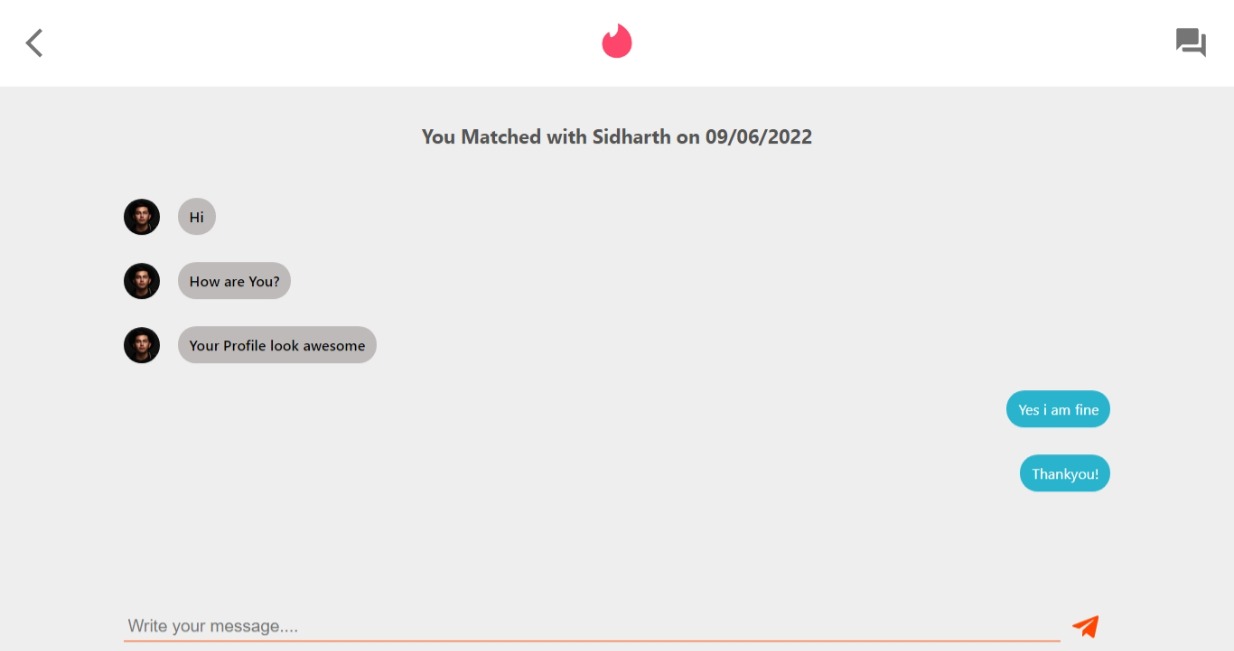 You Matched with Sidharth on 09/06/2022
Hi
How are You?
Your Profile look awesome
Yes i am fine
Thankyou!
Write your message....